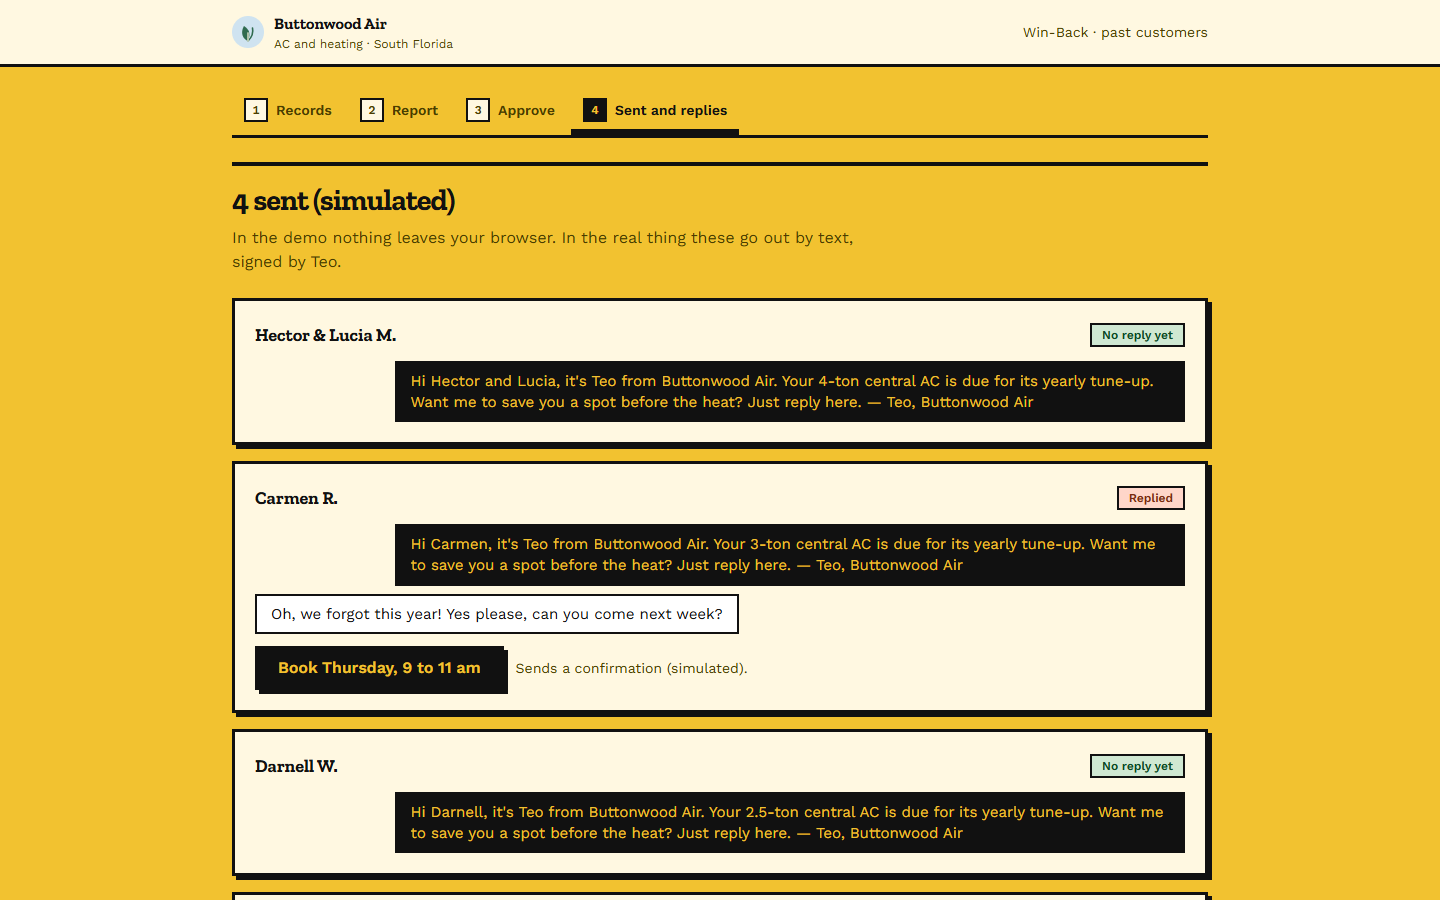 Buttonwood Air
AC and heating · South Florida
Win-Back · past customers
1 Records
2 Report
3 Approve
4 Sent and replies
4 sent (simulated)
In the demo nothing leaves your browser. In the real thing these go out by text,
signed by Teo.
Hector & Lucia M.
No reply yet
Hi Hector and Lucia, it's Teo from Buttonwood Air. Your 4-ton central AC is due for its yearly tune-up.
Want me to save you a spot before the heat? Just reply here. — Teo, Buttonwood Air
Carmen R.
Replied
Hi Carmen, it's Teo from Buttonwood Air. Your 3-ton central AC is due for its yearly tune-up. Want me
to save you a spot before the heat? Just reply here. — Teo, Buttonwood Air
Oh, we forgot this year! Yes please, can you come next week?
Book Thursday, 9 to 11 am
Sends a confirmation (simulated).
Darnell W.
No reply yet
Hi Darnell, it's Teo from Buttonwood Air. Your 2.5-ton central AC is due for its yearly tune-up. Want me
to save you a spot before the heat? Just reply here. — Teo, Buttonwood Air